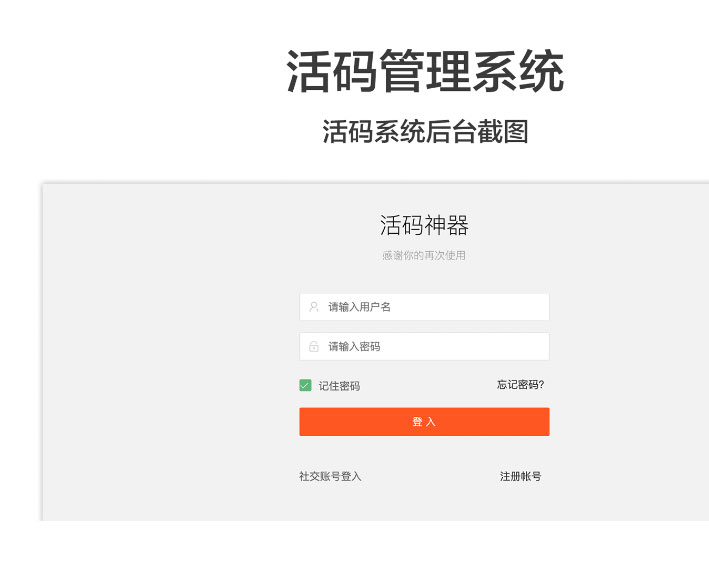 活码管理系统
活码系统后台截图
活码神器
感谢你的再次使用
请输入用户名
请输入密码
记住密码 忘记密码?
登入
社交账号登入 注册帐号